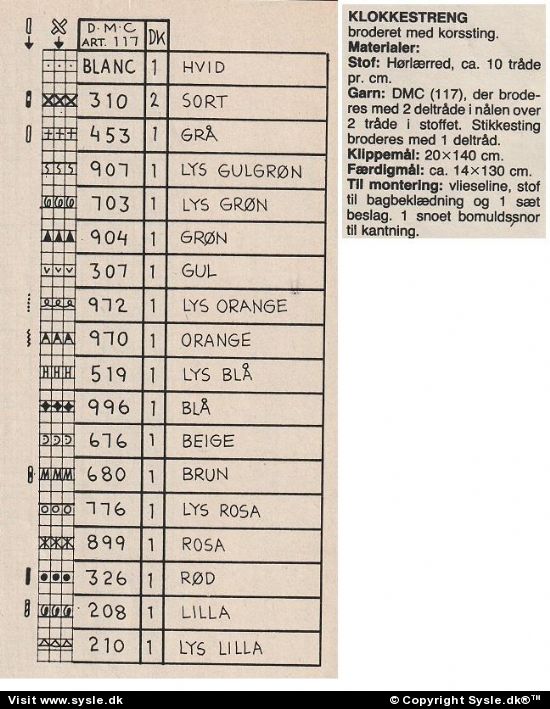 D·M·C DK
ART. 117
BLANC 1 HVID
310 2 SORT
453 1 GRÅ
907 1 LYS GULGRØN
703 1 LYS GRØN
904 1 GRØN
307 1 GUL
972 1 LYS ORANGE
970 1 ORANGE
519 1 LYS BLÅ
996 1 BLÅ
676 1 BEIGE
680 1 BRUN
776 1 LYS ROSA
899 1 ROSA
326 1 RØD
208 1 LILLA
210 1 LYS LILLA
KLOKKESTRENG
broderet med korssting.
Materialer:
Stof: Hørlærred, ca. 10 tråde
pr. cm.
Garn: DMC (117), der brode-
res med 2 deltråde i nålen over
2 tråde i stoffet. Stikkesting
broderes med 1 deltråd.
Klippemål: 20×140 cm.
Færdigmål: ca. 14×130 cm.
Til montering: vlieseline, stof
til bagbeklædning og 1 sæt
beslag. 1 snoet bomuldssnor
til kantning.
Visit www.sysle.dk © Copyright Sysle.dk®™